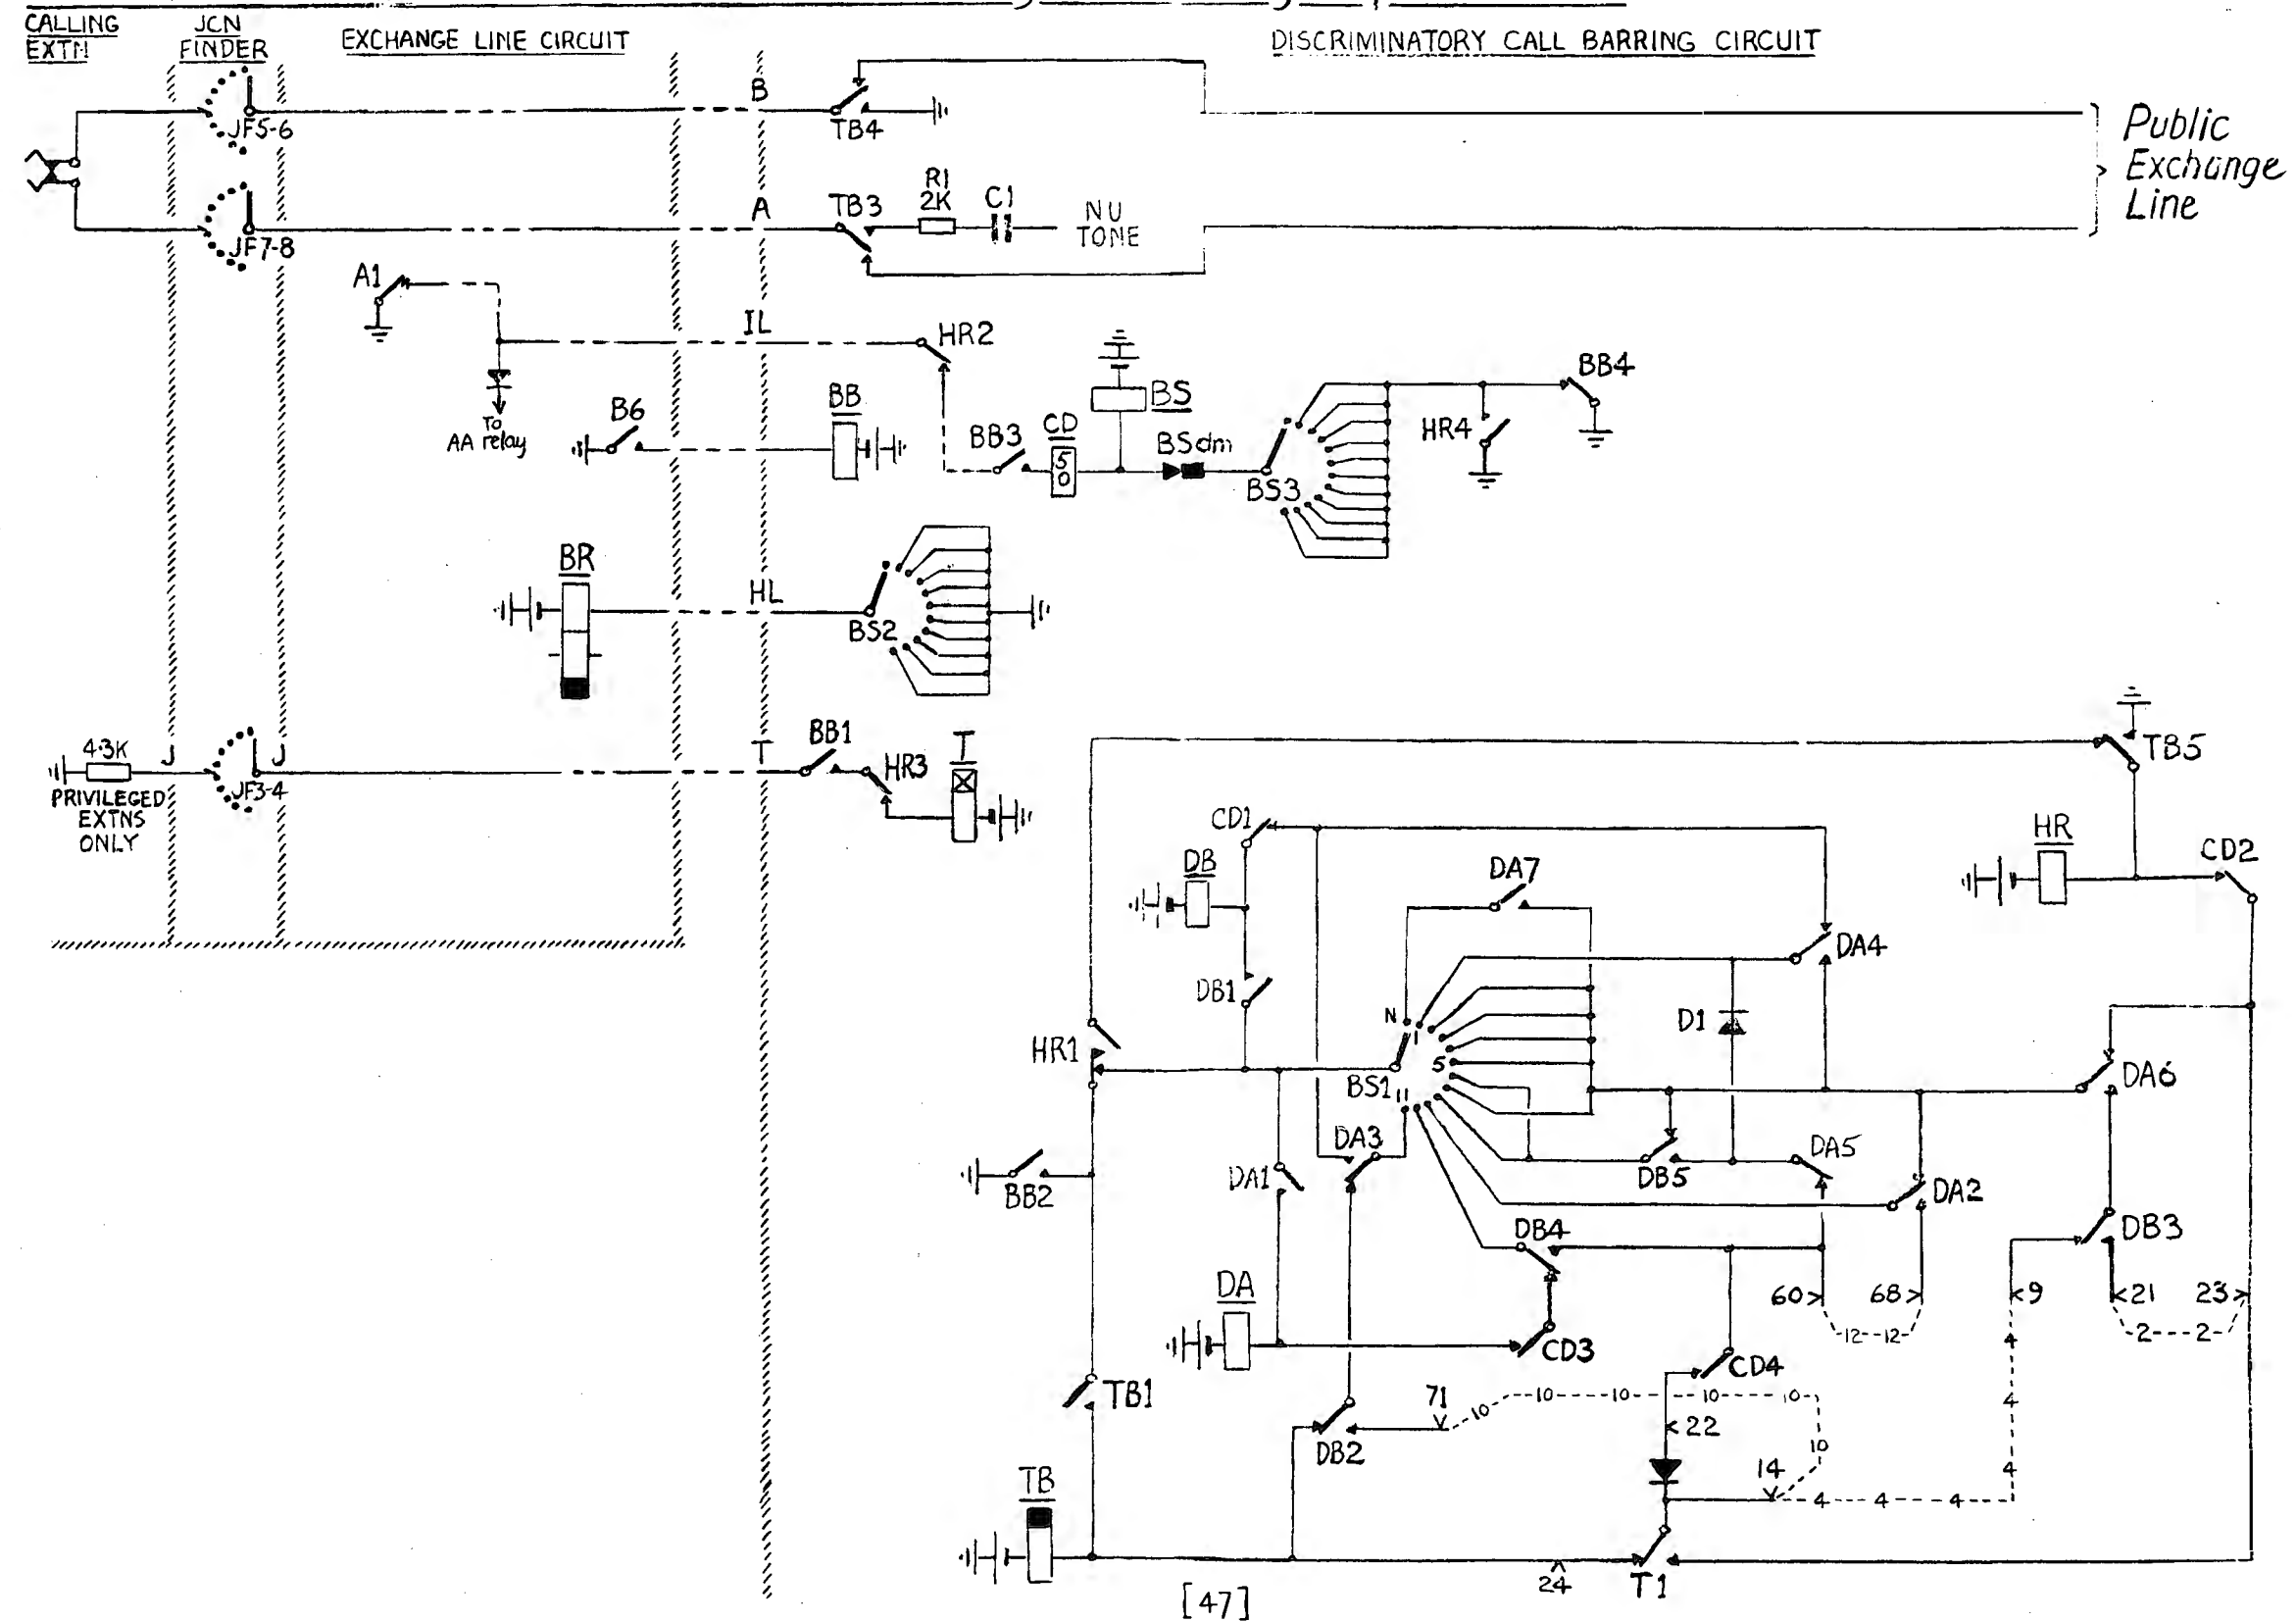 CALLING
EXTN
JCN
FINDER
EXCHANGE LINE CIRCUIT
DISCRIMINATORY CALL BARRING CIRCUIT
B
TB4
JF5-6
Public
Exchange
Line
R1
2K
C1
NU
TONE
A
TB3
JF7-8
A1
IL
HR2
To
AA relay
B6
BB
BB3
CD
50
BS
BSdm
BS3
HR4
BB4
BR
HL
BS2
4·3K
J
J
JF3-4
PRIVILEGED
EXTNS
ONLY
T
BB1
HR3
T
TB5
CD1
DB
DA7
HR
CD2
DB1
N
1
DA4
D1
HR1
BS1
5
11
DA6
DA3
DB5
DA5
DA1
BB2
DA2
DB4
DB3
DA
CD3
60
68
9
21
23
12--12
2---2
4
CD4
TB1
71
10
10
10
10
10
4
DB2
22
10
14
4
TB
4
4
4
24
T1
[47]